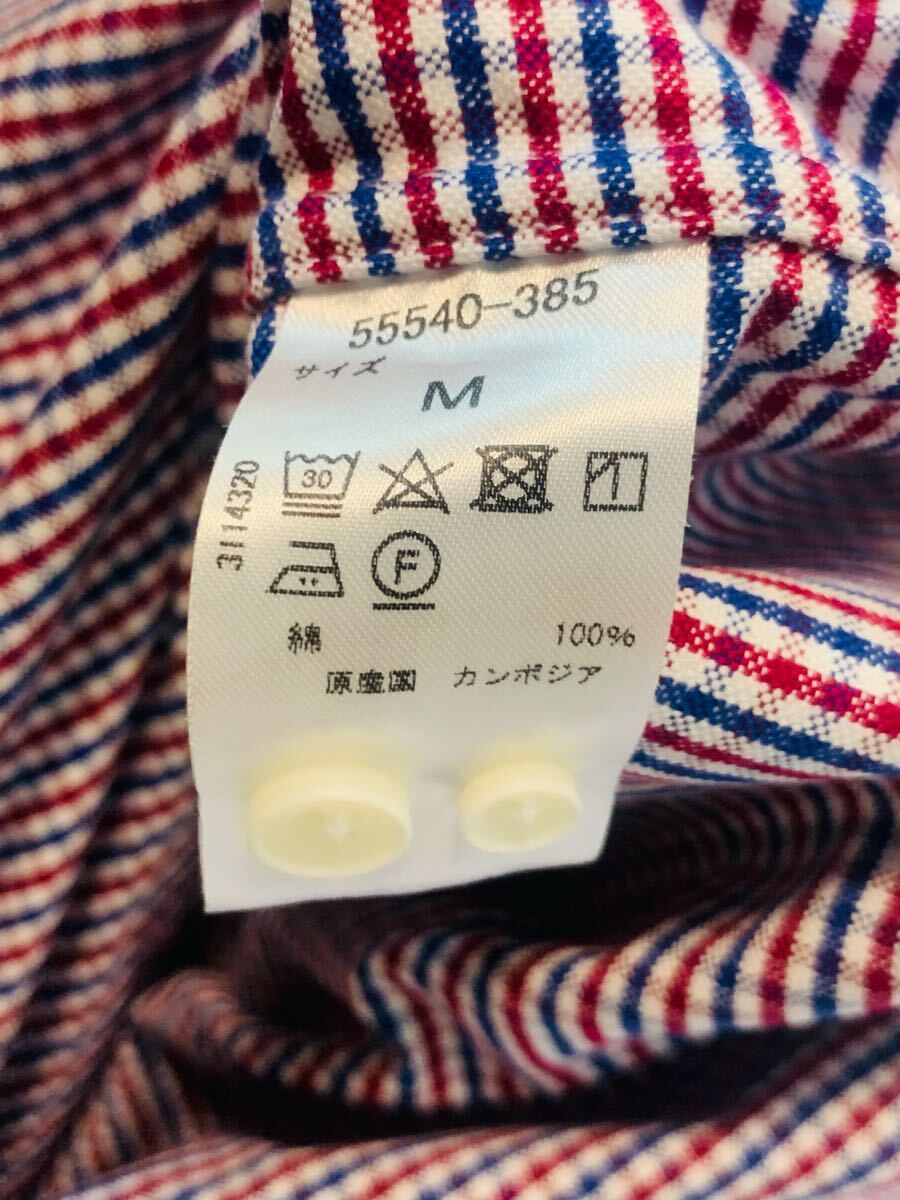 55540-385
サイズ
M
3114320
30
F
綿 100%
原産国 カンボジア